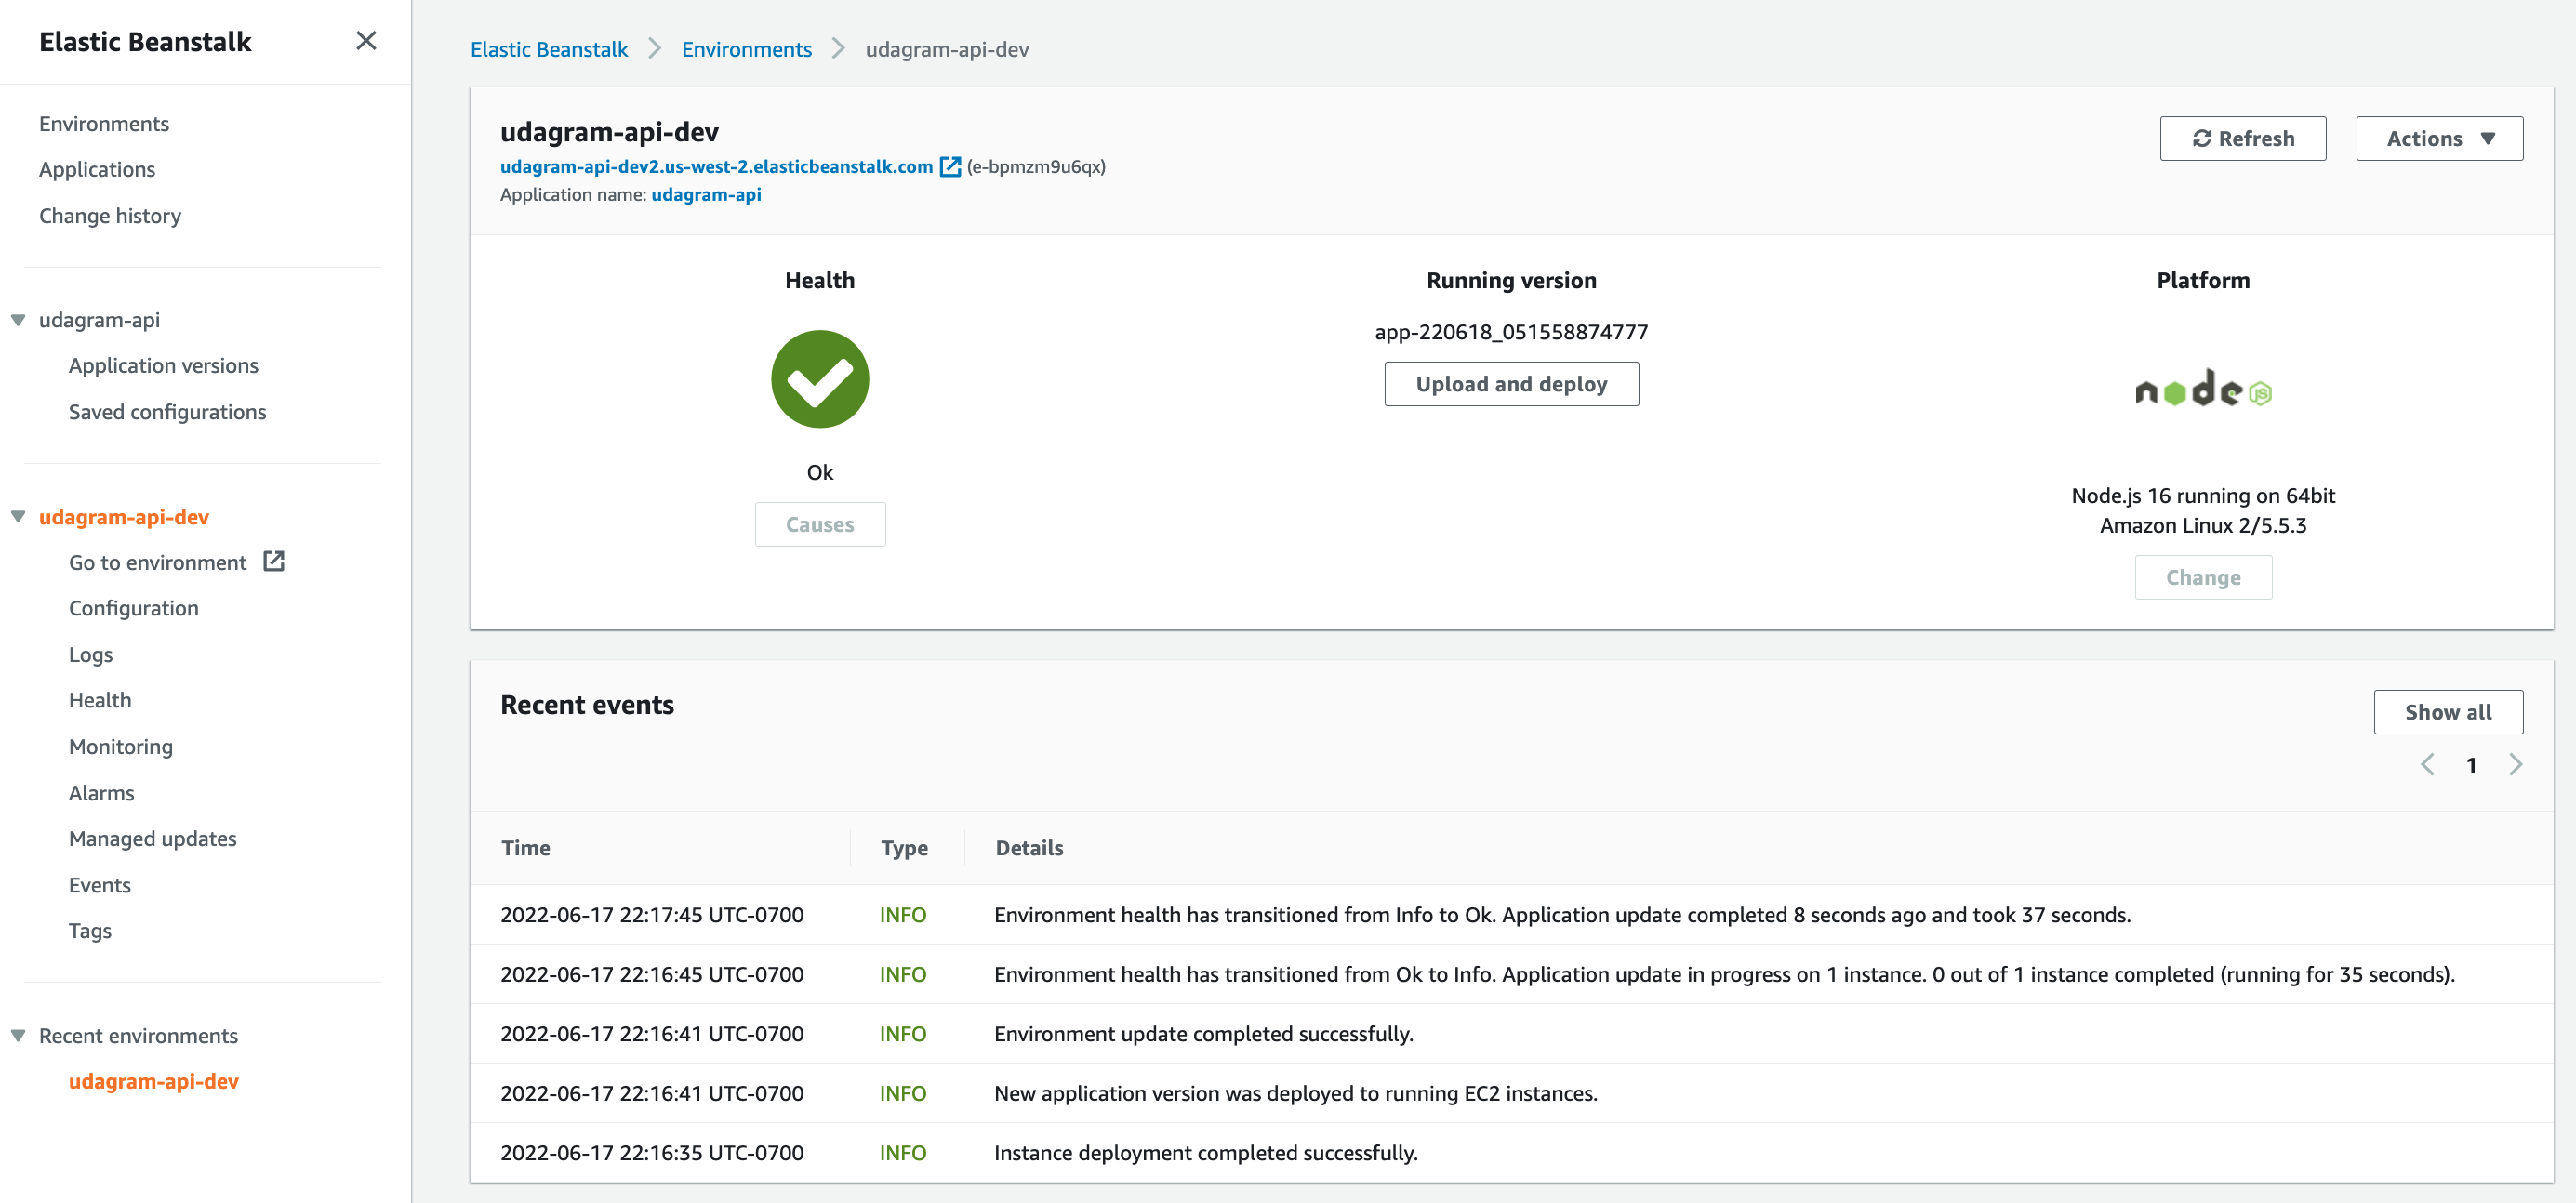 Elastic Beanstalk
Environments
Applications
Change history
udagram-api
Application versions
Saved configurations
udagram-api-dev
Go to environment
Configuration
Logs
Health
Monitoring
Alarms
Managed updates
Events
Tags
Recent environments
udagram-api-dev
Elastic Beanstalk Environments udagram-api-dev
udagram-api-dev
udagram-api-dev2.us-west-2.elasticbeanstalk.com (e-bpmzm9u6qx)
Application name: udagram-api
Refresh
Actions
Health
Ok
Causes
Running version
app-220618_051558874777
Upload and deploy
Platform
node JS
Node.js 16 running on 64bit
Amazon Linux 2/5.5.3
Change
Recent events
Show all
1
Time Type Details
2022-06-17 22:17:45 UTC-0700 INFO Environment health has transitioned from Info to Ok. Application update completed 8 seconds ago and took 37 seconds.
2022-06-17 22:16:45 UTC-0700 INFO Environment health has transitioned from Ok to Info. Application update in progress on 1 instance. 0 out of 1 instance completed (running for 35 seconds).
2022-06-17 22:16:41 UTC-0700 INFO Environment update completed successfully.
2022-06-17 22:16:41 UTC-0700 INFO New application version was deployed to running EC2 instances.
2022-06-17 22:16:35 UTC-0700 INFO Instance deployment completed successfully.